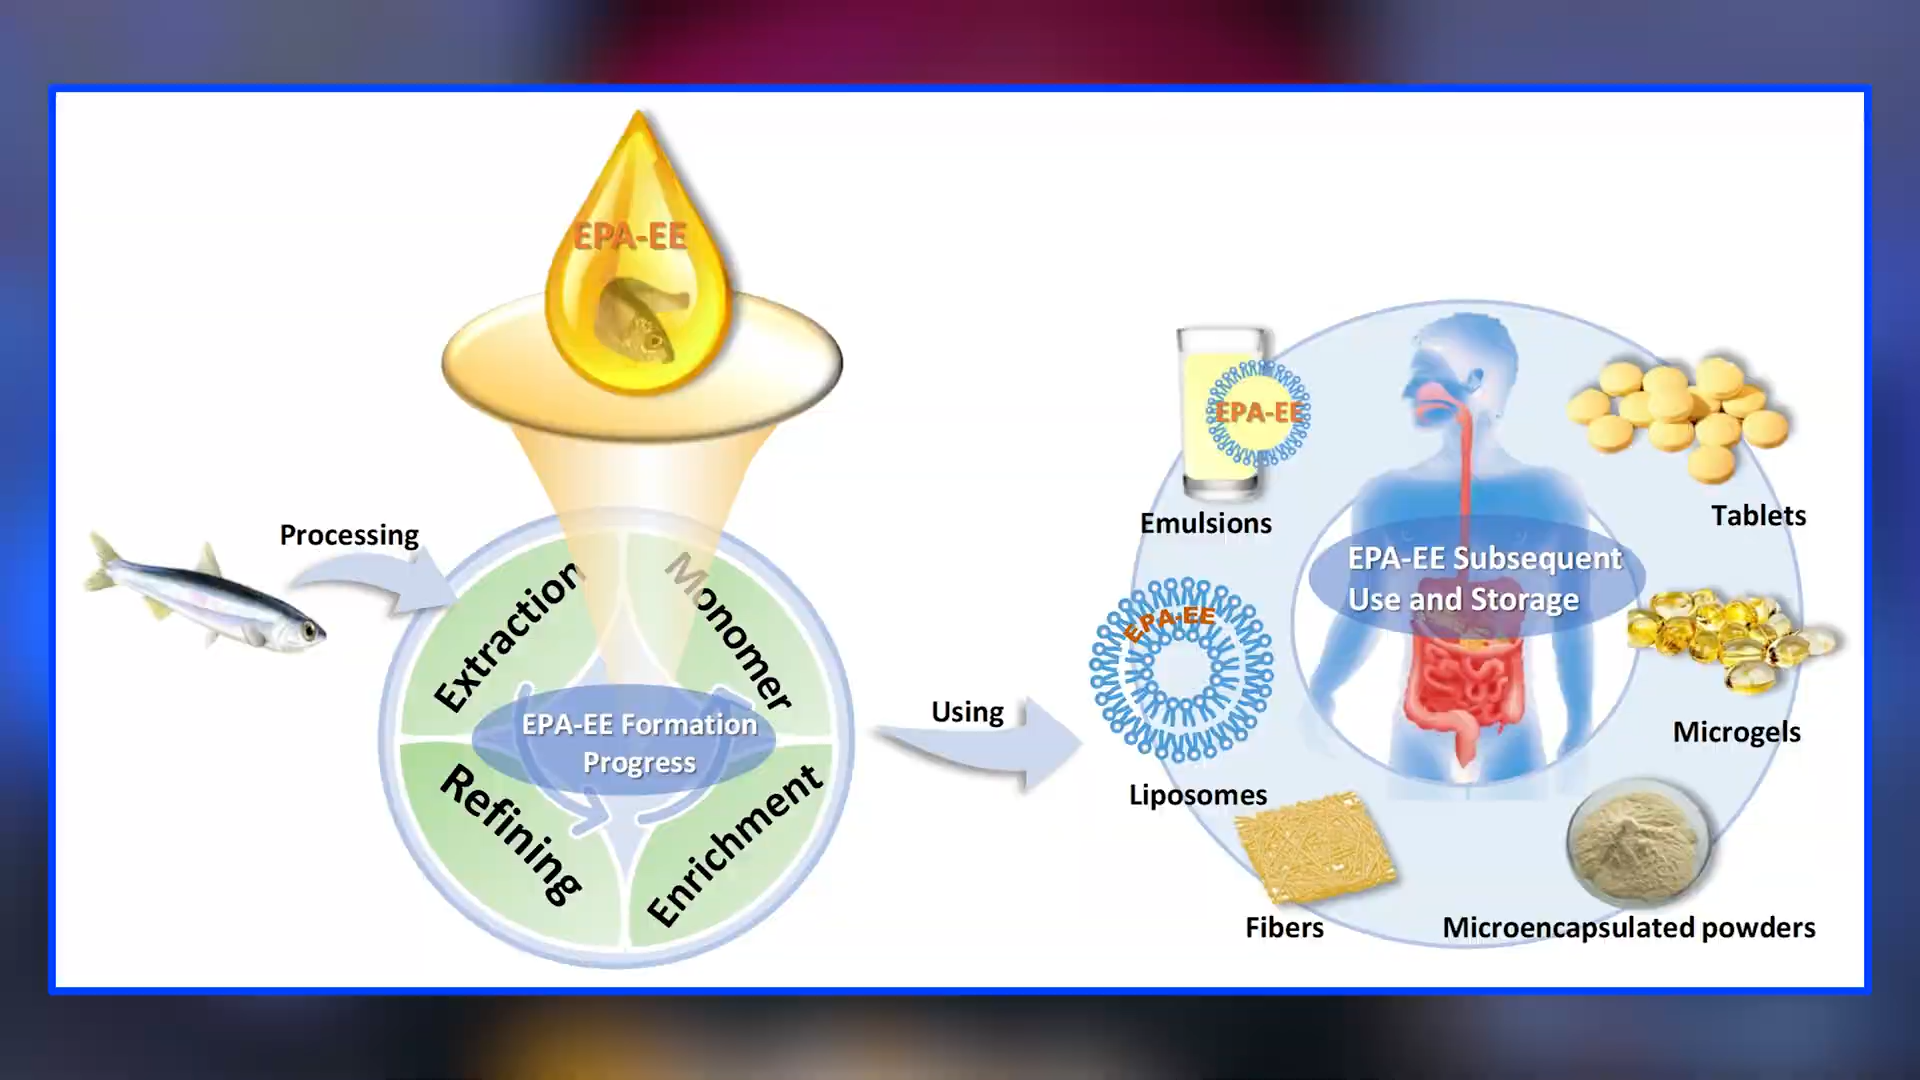 EPA-EE
Processing
Extraction
Monomer
EPA-EE Formation
Progress
Refining
Enrichment
Using
EPA-EE
Emulsions
Tablets
EPA-EE Subsequent
Use and Storage
EPA-EE
Liposomes
Microgels
Fibers
Microencapsulated powders